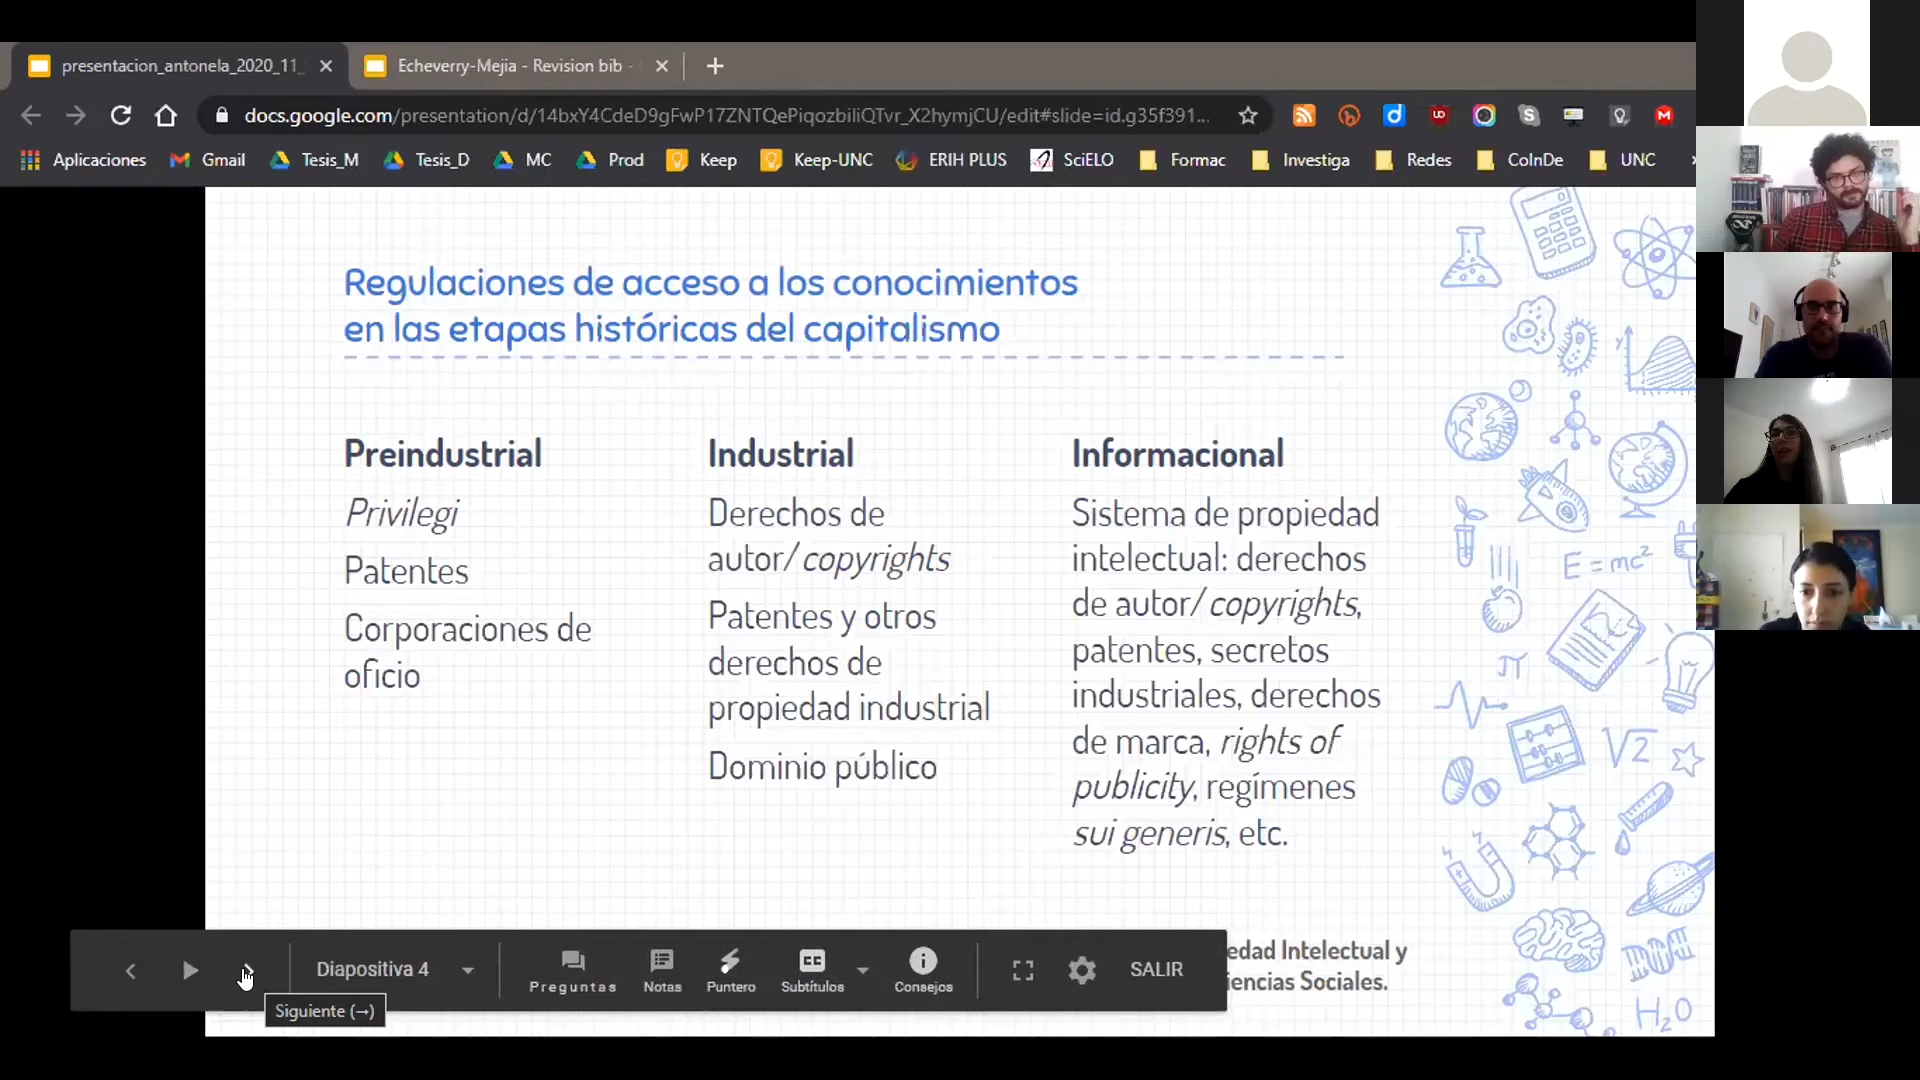 presentacion_antonela_2020_11_
Echeverry-Mejia - Revision bib -
docs.google.com/presentation/d/14bxY4CdeD9gFwP17ZNTQePiqozbiliQTvr_X2hymjCU/edit#slide=id.g35f391...
Aplicaciones Gmail Tesis_M Tesis_D MC Prod Keep Keep-UNC ERIH PLUS SciELO Formac Investiga Redes CoInDe UNC
Regulaciones de acceso a los conocimientos
en las etapas históricas del capitalismo
Preindustrial
Privilegi
Patentes
Corporaciones de
oficio
Industrial
Derechos de
autor/copyrights
Patentes y otros
derechos de
propiedad industrial
Dominio público
Informacional
Sistema de propiedad
intelectual: derechos
de autor/copyrights,
patentes, secretos
industriales, derechos
de marca, rights of
publicity, regímenes
sui generis, etc.
E=mc²
π
√2
H₂O
edad Intelectual y
iencias Sociales.
Diapositiva 4
Preguntas
Notas
Puntero
CC
Subtítulos
Consejos
SALIR
Siguiente (→)